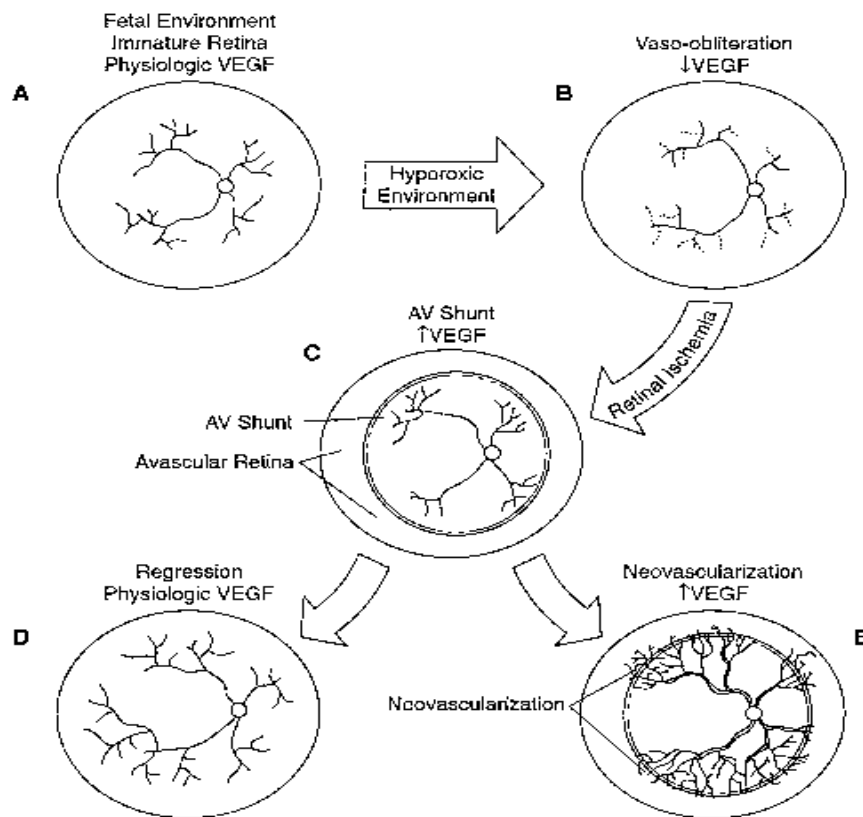 Fetal Environment
Immature Retina
Physiologic VEGF
A
Vaso-obliteration
↓VEGF
B
Hyporoxic
Environment
AV Shunt
↑VEGF
C
Retinal Ischemia
AV Shunt
Avascular Retina
Regression
Physiologic VEGF
D
Neovascularization
↑VEGF
E
Neovascularization